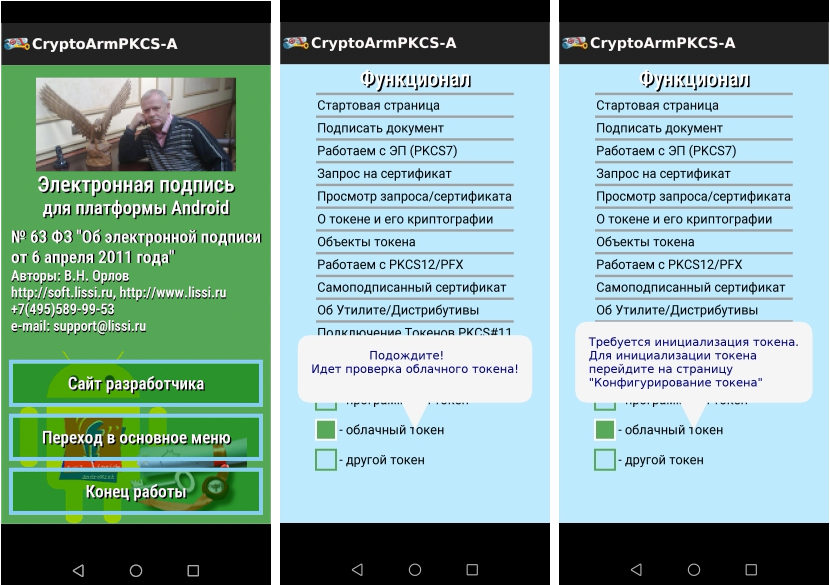 CryptoArmPKCS-A
Электронная подпись
для платформы Android
№ 63 ФЗ "Об электронной подписи
от 6 апреля 2011 года"
Авторы: В.Н. Орлов
http://soft.lissi.ru, http://www.lissi.ru
+7(495)589-99-53
e-mail: support@lissi.ru
Сайт разработчика
Переход в основное меню
Конец работы
CryptoArmPKCS-A
Функционал
Стартовая страница
Подписать документ
Работаем с ЭП (PKCS7)
Запрос на сертификат
Просмотр запроса/сертификата
О токене и его криптографии
Объекты токена
Работаем с PKCS12/PFX
Самоподписанный сертификат
Об Утилите/Дистрибутивы
Подключение Токенов PKCS#11
Подождите!
Идет проверка облачного токена!
- облачный токен
- другой токен
CryptoArmPKCS-A
Функционал
Стартовая страница
Подписать документ
Работаем с ЭП (PKCS7)
Запрос на сертификат
Просмотр запроса/сертификата
О токене и его криптографии
Объекты токена
Работаем с PKCS12/PFX
Самоподписанный сертификат
Об Утилите/Дистрибутивы
Требуется инициализация токена.
Для инициализации токена
перейдите на страницу
"Конфигурирование токена"
- облачный токен
- другой токен